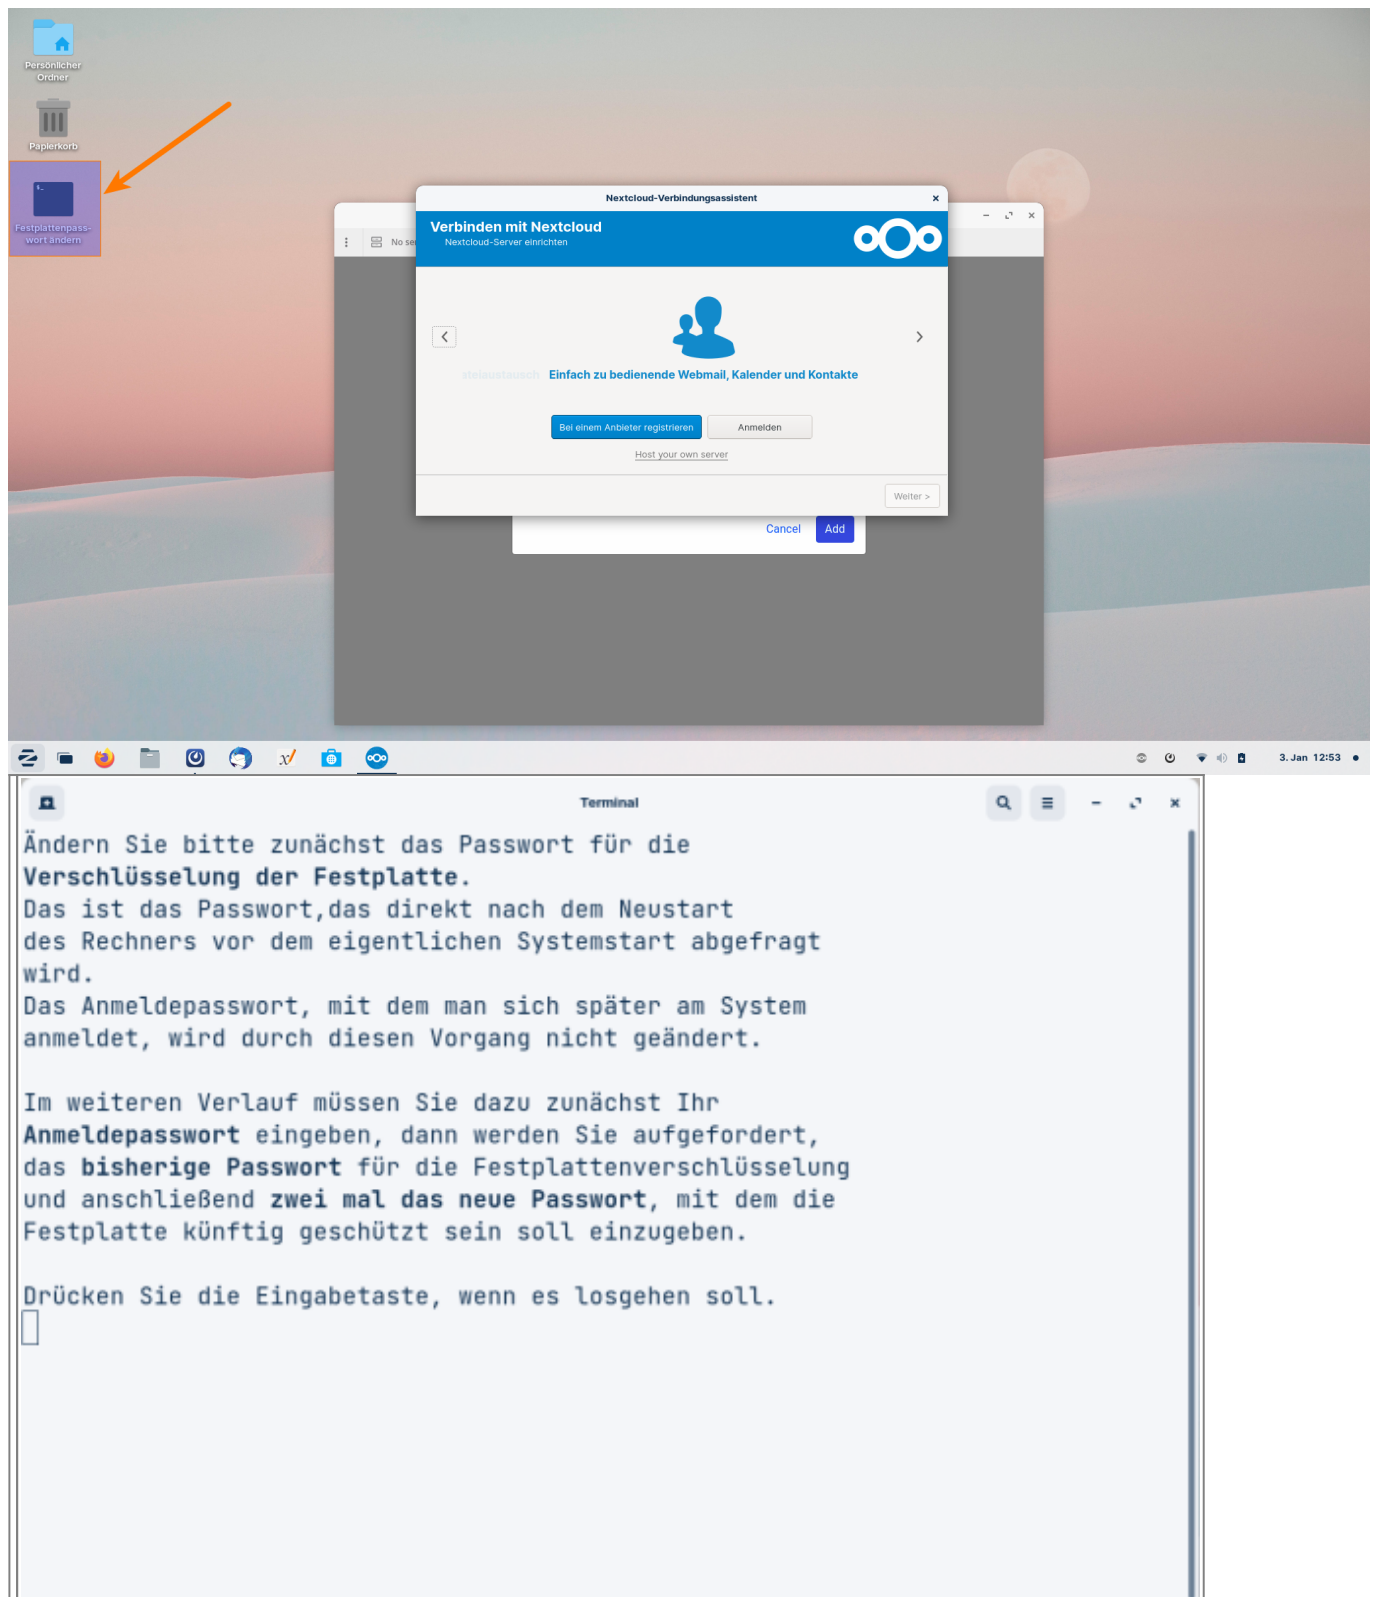 Persönlicher
Ordner
Papierkorb
$_
Festplattenpass-
wort ändern
Nextcloud-Verbindungsassistent
Verbinden mit Nextcloud
Nextcloud-Server einrichten
No se
Einfach zu bedienende Webmail, Kalender und Kontakte
Bei einem Anbieter registrieren
Anmelden
Host your own server
Weiter >
Cancel
Add
3. Jan 12:53
Terminal
Ändern Sie bitte zunächst das Passwort für die
Verschlüsselung der Festplatte.
Das ist das Passwort,das direkt nach dem Neustart
des Rechners vor dem eigentlichen Systemstart abgefragt
wird.
Das Anmeldepasswort, mit dem man sich später am System
anmeldet, wird durch diesen Vorgang nicht geändert.
Im weiteren Verlauf müssen Sie dazu zunächst Ihr
Anmeldepasswort eingeben, dann werden Sie aufgefordert,
das bisherige Passwort für die Festplattenverschlüsselung
und anschließend zwei mal das neue Passwort, mit dem die
Festplatte künftig geschützt sein soll einzugeben.
Drücken Sie die Eingabetaste, wenn es losgehen soll.